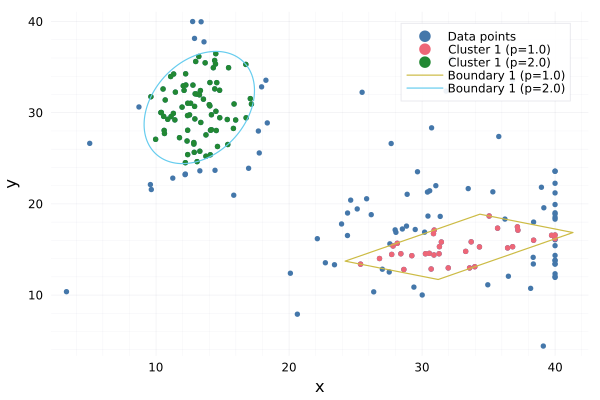 40
30
20
10
y
10
20
30
40
x
Data points
Cluster 1 (p=1.0)
Cluster 1 (p=2.0)
Boundary 1 (p=1.0)
Boundary 1 (p=2.0)